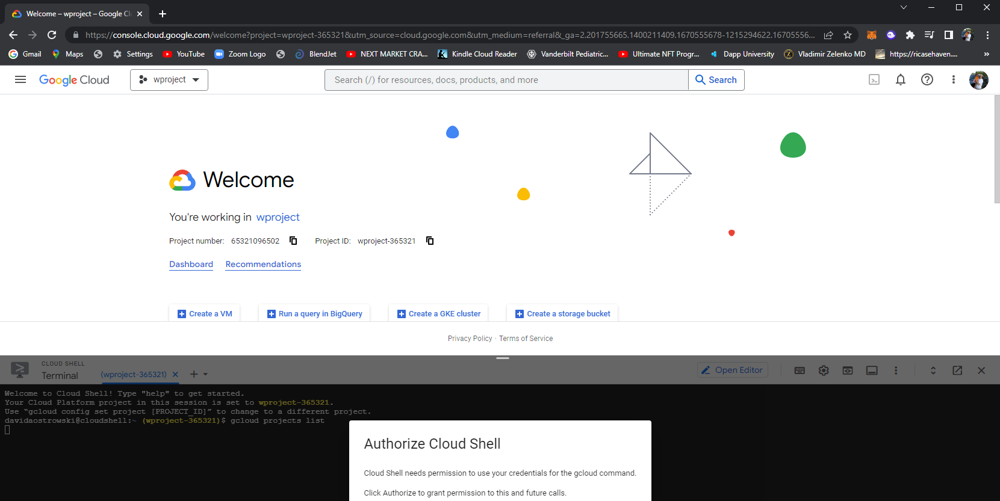 Welcome – wproject – Google Cl
https://console.cloud.google.com/welcome?project=wproject-365321&utm_source=cloud.google.com&utm_medium=referral&_ga=2.201755665.1400211409.1670555678-1215294622.16705556...
Gmail Maps Settings YouTube Zoom Logo BlendJet NEXT MARKET CRA... Kindle Cloud Reader Vanderbilt Pediatric... Ultimate NFT Progr... Dapp University Vladimir Zelenko MD https://ricasehaven.... »
Google Cloud wproject Search (/) for resources, docs, products, and more Search
Welcome
You're working in wproject
Project number: 65321096502 Project ID: wproject-365321
Dashboard Recommendations
Create a VM Run a query in BigQuery Create a GKE cluster Create a storage bucket
Privacy Policy · Terms of Service
CLOUD SHELL
Terminal (wproject-365321) Open Editor
Welcome to Cloud Shell! Type "help" to get started.
Your Cloud Platform project in this session is set to wproject-365321.
Use “gcloud config set project [PROJECT_ID]” to change to a different project.
davidaostrowski@cloudshell:~ (wproject-365321)$ gcloud projects list
Authorize Cloud Shell
Cloud Shell needs permission to use your credentials for the gcloud command.
Click Authorize to grant permission to this and future calls.